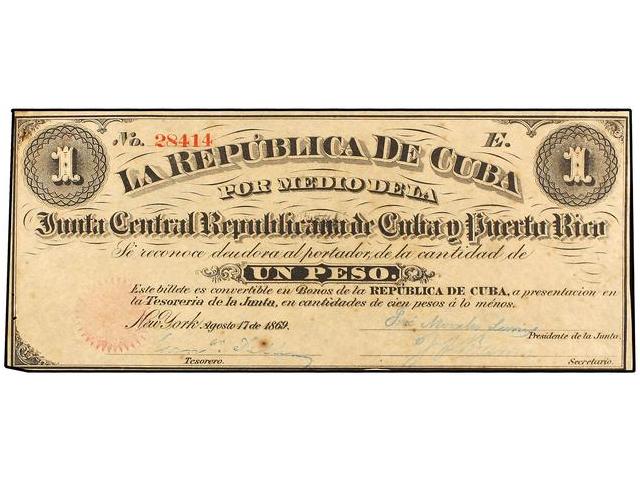 1 No. 28414 E. 1
LA REPÚBLICA DE CUBA
POR MEDIO DE LA
Junta Central Republicana de Cuba y Puerto Rico
Se reconoce deudora al portador, de la cantidad de
UN PESO.
Este billete es convertible en Bonos de la REPÚBLICA DE CUBA, a presentacion en
la Tesoreria de la Junta, en cantidades de cien pesos á lo ménos.
New York Agosto 17 de 1869.
Presidente de la Junta.
Tesorero. Secretario.